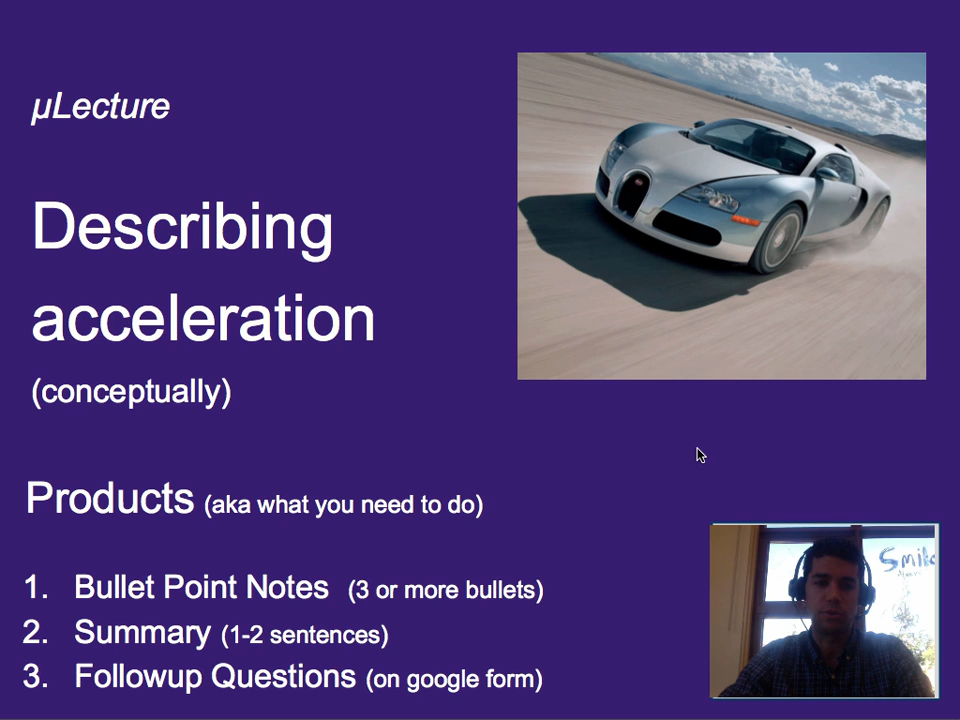 µLecture
Describing
acceleration
(conceptually)
Products (aka what you need to do)
1. Bullet Point Notes (3 or more bullets)
2. Summary (1-2 sentences)
3. Followup Questions (on google form)